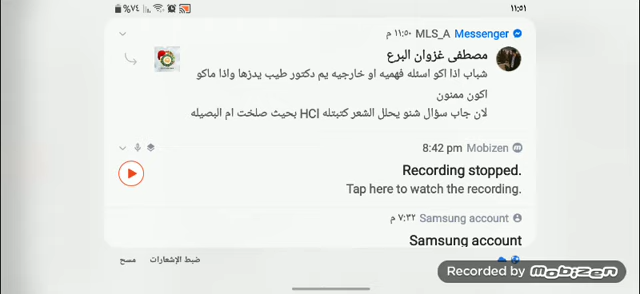 ١١:٥١
٪٧٤
Messenger MLS_A ١١:٥٠ م
مصطفى غزوان البرع
شباب اذا اكو اسئله فهميه او خارجيه يم دكتور طيب يدزها واذا ماكو
اكون ممنون
لان جاب سؤال شنو يحلل الشعر كتبتله HCl بحيث صلخت ام البصيله
8:42 pm Mobizen
Recording stopped.
Tap here to watch the recording.
٧:٣٢ م Samsung account
Samsung account
ضبط الإشعارات مسح
Recorded by mobizen